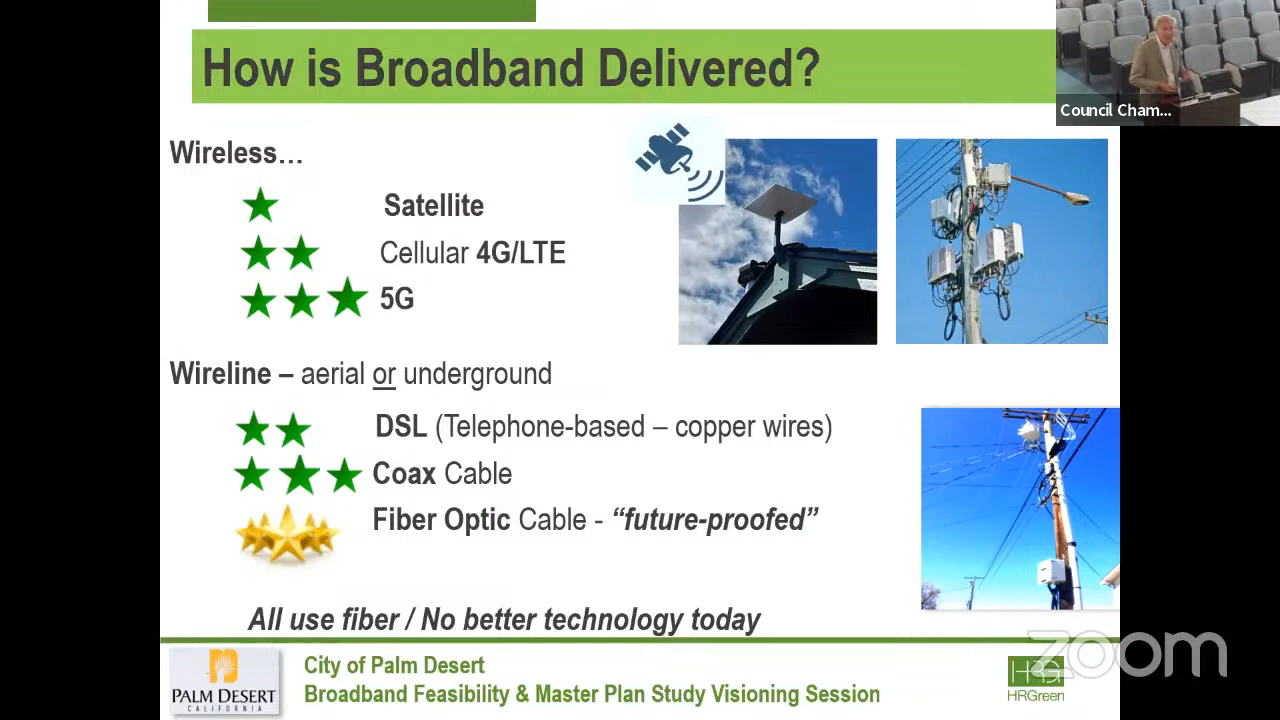 How is Broadband Delivered?
Council Cham...
Wireless…
Satellite
Cellular 4G/LTE
5G
Wireline – aerial or underground
DSL (Telephone-based – copper wires)
Coax Cable
Fiber Optic Cable - “future-proofed”
All use fiber / No better technology today
PALM DESERT
CALIFORNIA
City of Palm Desert
Broadband Feasibility & Master Plan Study Visioning Session
HRG
HRGreen
zoom